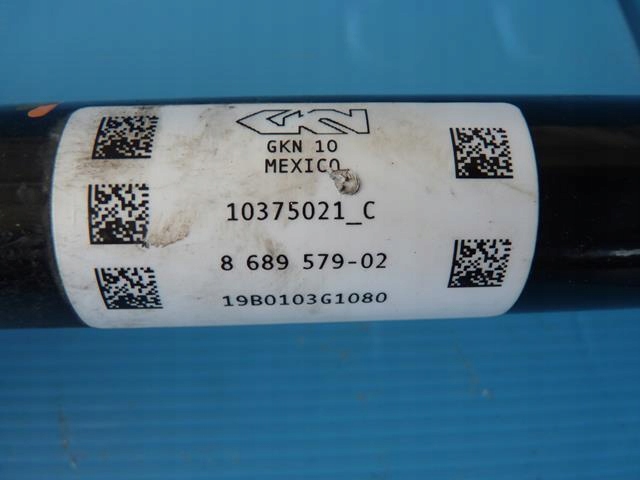 GKN
GKN 10
MEXICO
10375021_C
8 689 579-02
19B0103G1080